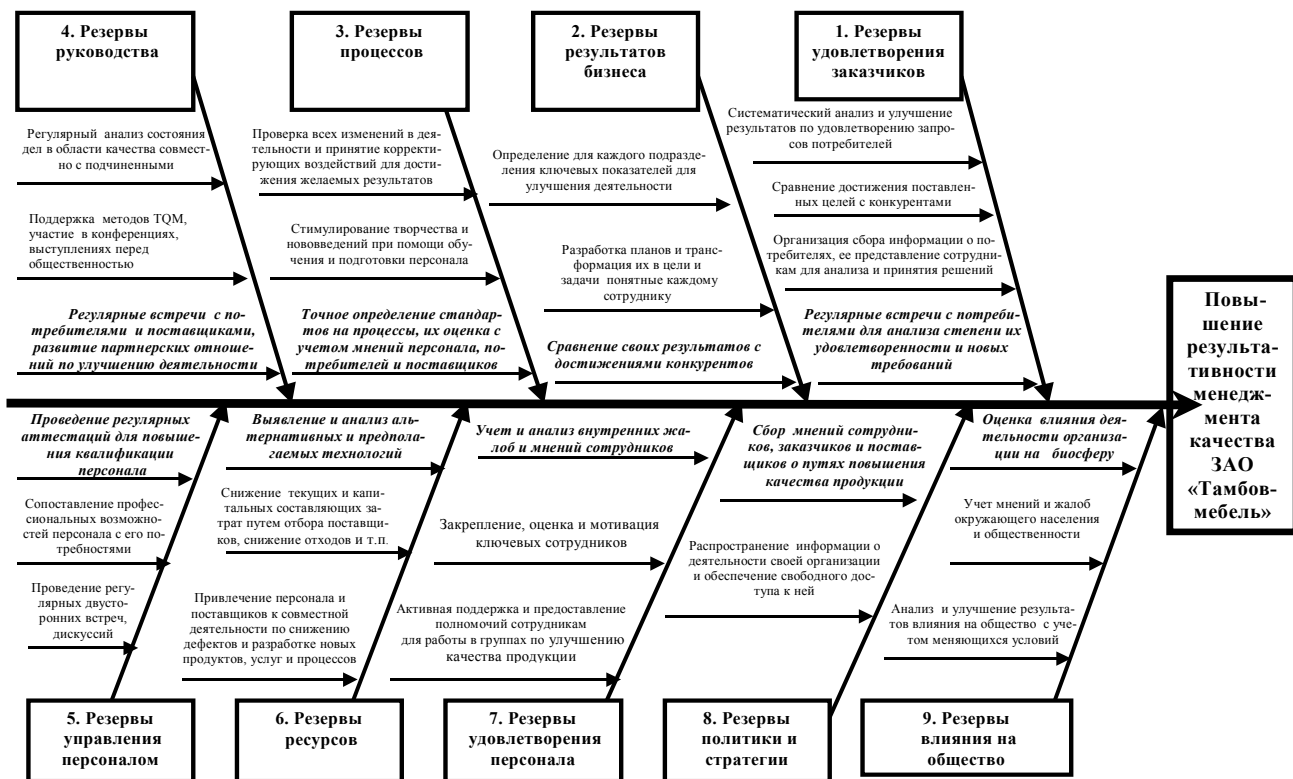 4. Резервы
руководства
3. Резервы
процессов
2. Резервы
результатов
бизнеса
1. Резервы
удовлетворения
заказчиков
Регулярный анализ состояния
дел в области качества совмест-
но с подчиненными
Поддержка методов TQM,
участие в конференциях,
выступлениях перед
общественностью
Регулярные встречи с по-
требителями и поставщиками,
развитие партнерских отноше-
ний по улучшению деятельности
Проверка всех изменений в дея-
тельности и принятие корректи-
рующих воздействий для дости-
жения желаемых результатов
Стимулирование творчества и
нововведений при помощи обу-
чения и подготовки персонала
Точное определение стандар-
тов на процессы, их оценка с
учетом мнений персонала, по-
требителей и поставщиков
Определение для каждого подразде-
ления ключевых показателей для
улучшения деятельности
Разработка планов и транс-
формация их в цели и
задачи понятные каждому
сотруднику
Сравнение своих результатов с
достижениями конкурентов
Систематический анализ и улучшение
результатов по удовлетворению запро-
сов потребителей
Сравнение достижения поставлен-
ных целей с конкурентами
Организация сбора информации о по-
требителях, ее представление сотрудни-
кам для анализа и принятия решений
Регулярные встречи с потреби-
телями для анализа степени их
удовлетворенности и новых
требований
Повы-
шение
результа-
тивности
менедж-
мента
качества
ЗАО
«Тамбов-
мебель»
Проведение регулярных
аттестаций для повыше-
ния квалификации
персонала
Сопоставление профес-
сиональных возможно-
стей персонала с его по-
требностями
Проведение регу-
лярных двусто-
ронних встреч,
дискуссий
Выявление и анализ аль-
тернативных и предпола-
гаемых технологий
Снижение текущих и капи-
тальных составляющих за-
трат путем отбора поставщи-
ков, снижение отходов и т.п.
Привлечение персонала и
поставщиков к совместной
деятельности по снижению
дефектов и разработке новых
продуктов, услуг и процессов
Учет и анализ внутренних жа-
лоб и мнений сотрудников
Закрепление, оценка и мотивация
ключевых сотрудников
Активная поддержка и предоставление
полномочий сотрудникам
для работы в группах по улучшению
качества продукции
Сбор мнений сотрудни-
ков, заказчиков и постав-
щиков о путях повышения
качества продукции
Распространение информации о
деятельности своей организации
и обеспечение свободного дос-
тупа к ней
Оценка влияния дея-
тельности организа-
ции на биосферу
Учет мнений и жалоб
окружающего населения
и общественности
Анализ и улучшение результа-
тов влияния на общество с уче-
том меняющихся условий
5. Резервы
управления
персоналом
6. Резервы
ресурсов
7. Резервы
удовлетворения
персонала
8. Резервы
политики и
стратегии
9. Резервы
влияния на
общество